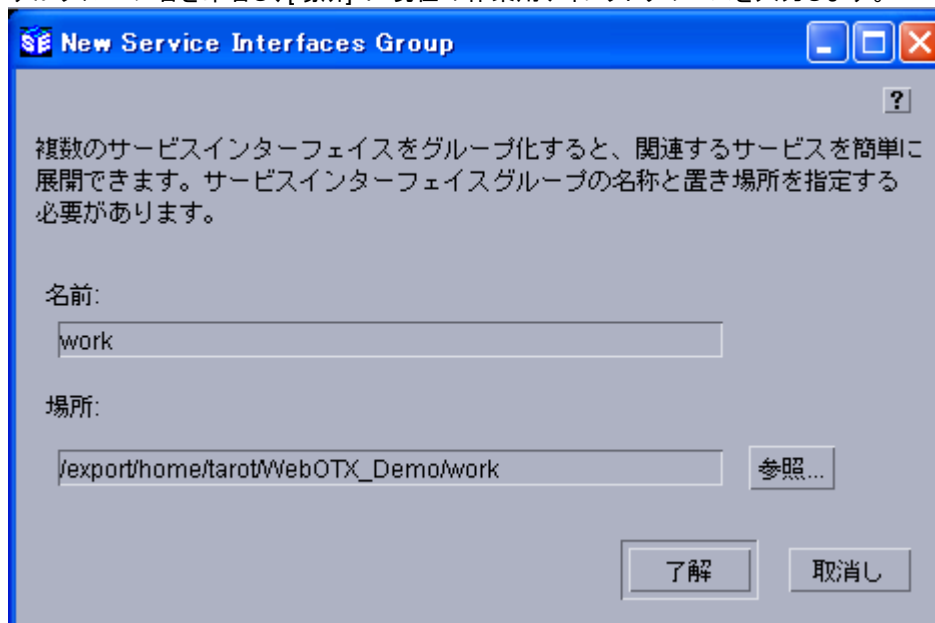 New Service Interfaces Group
?
複数のサービスインターフェイスをグループ化すると、関連するサービスを簡単に
展開できます。サービスインターフェイスグループの名称と置き場所を指定する
必要があります。
名前:
work
場所:
/export/home/tarot/WebOTX_Demo/work
参照...
了解
取消し